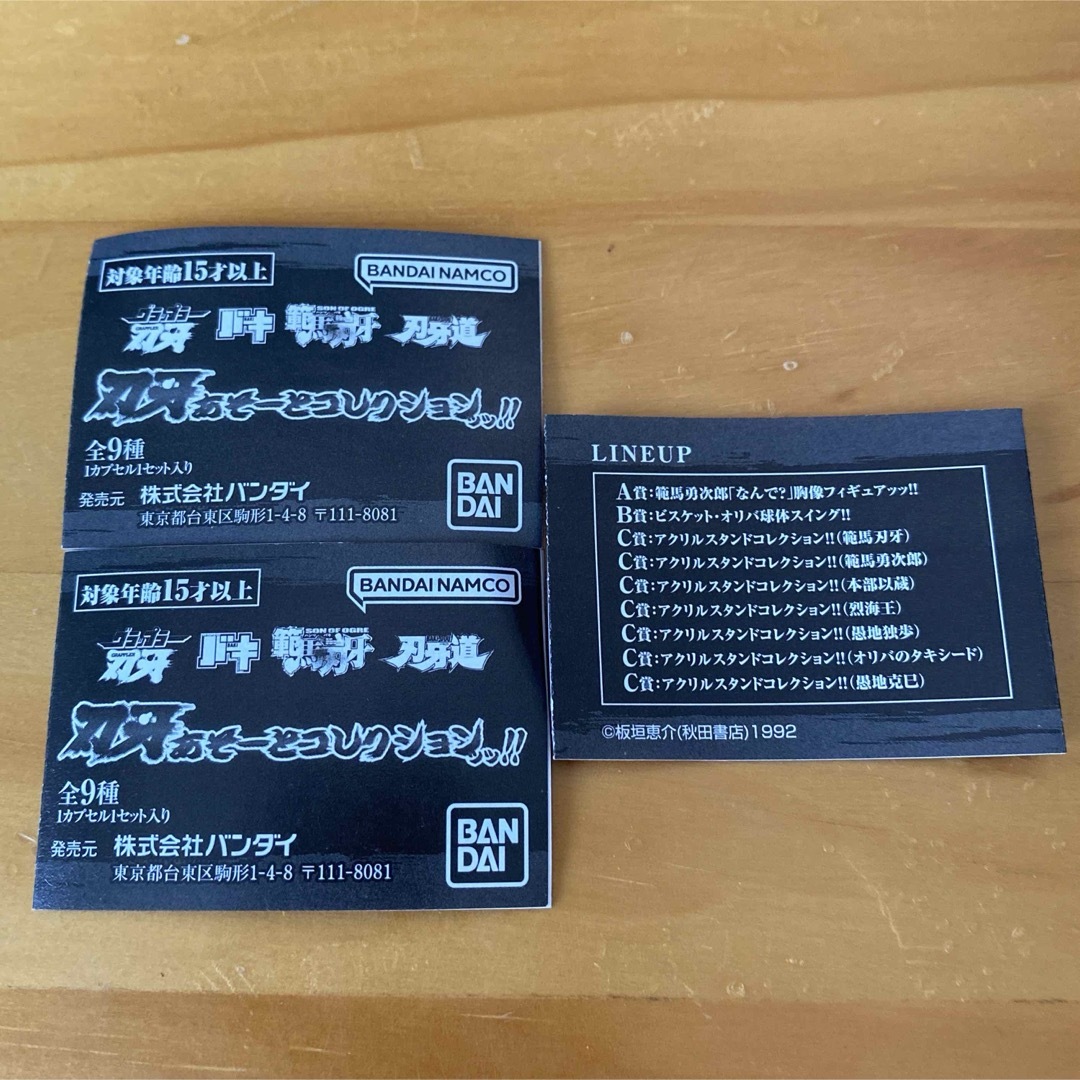 対象年齢15才以上
BANDAI NAMCO
グラップラー
GRAPPLER
刃牙
バキ
SON OF OGRE
範馬刃牙
刃牙道
刃牙あそーとコレクションッ!!
全9種
1カプセル1セット入り
発売元 株式会社バンダイ
東京都台東区駒形1-4-8 〒111-8081
BAN
DAI
対象年齢15才以上
BANDAI NAMCO
グラップラー
GRAPPLER
刃牙
バキ
SON OF OGRE
範馬刃牙
刃牙道
刃牙あそーとコレクションッ!!
全9種
1カプセル1セット入り
発売元 株式会社バンダイ
東京都台東区駒形1-4-8 〒111-8081
BAN
DAI
LINEUP
A賞:範馬勇次郎「なんで?」胸像フィギュアッッ!!
B賞:ビスケット・オリバ球体スイング!!
C賞:アクリルスタンドコレクション!!(範馬刃牙)
C賞:アクリルスタンドコレクション!!(範馬勇次郎)
C賞:アクリルスタンドコレクション!!(本部以蔵)
C賞:アクリルスタンドコレクション!!(烈海王)
C賞:アクリルスタンドコレクション!!(愚地独歩)
C賞:アクリルスタンドコレクション!!(オリバのタキシード)
C賞:アクリルスタンドコレクション!!(愚地克巳)
©板垣恵介(秋田書店)1992